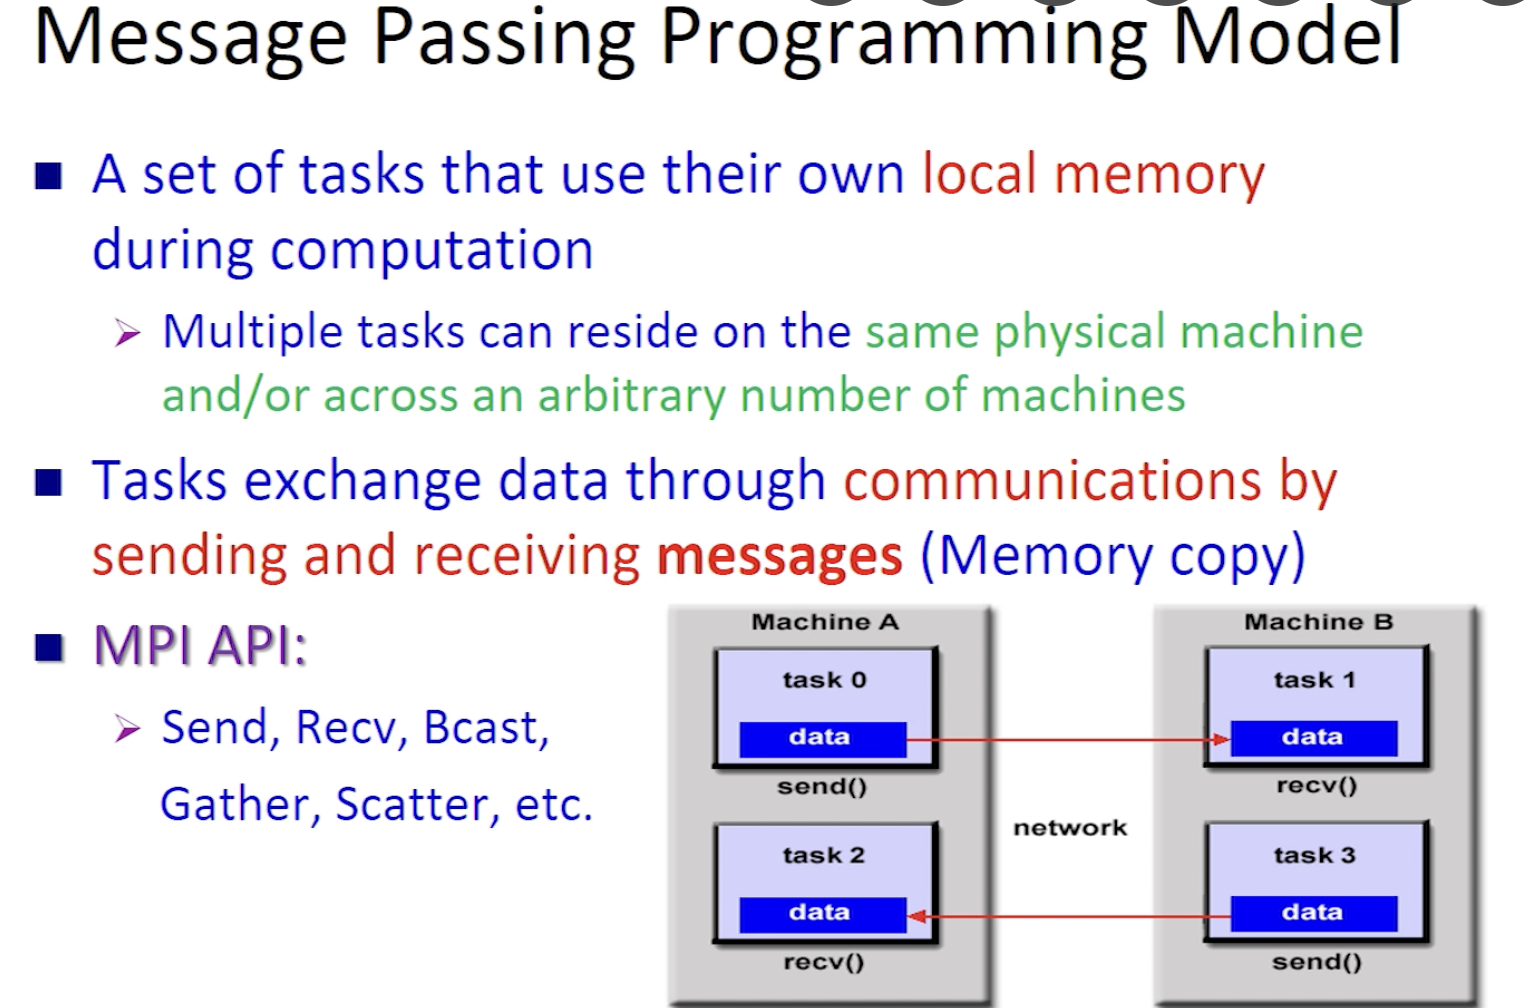 Message Passing Programming Model
A set of tasks that use their own local memory
during computation
Multiple tasks can reside on the same physical machine
and/or across an arbitrary number of machines
Tasks exchange data through communications by
sending and receiving messages (Memory copy)
MPI API:
Send, Recv, Bcast,
Gather, Scatter, etc.
Machine A
task 0
data
send()
task 2
data
recv()
network
Machine B
task 1
data
recv()
task 3
data
send()